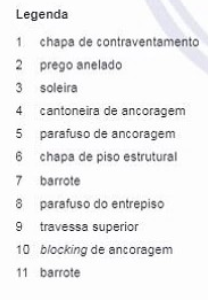 Legenda
1 chapa de contraventamento
2 prego anelado
3 soleira
4 cantoneira de ancoragem
5 parafuso de ancoragem
6 chapa de piso estrutural
7 barrote
8 parafuso do entrepiso
9 travessa superior
10 blocking de ancoragem
11 barrote